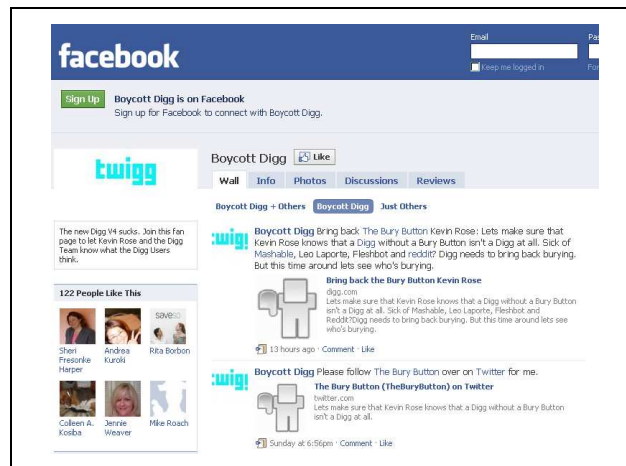 facebook
Email
Pas
Keep me logged in
For
Sign Up
Boycott Digg is on Facebook
Sign up for Facebook to connect with Boycott Digg.
twigg
Boycott Digg
Like
Wall Info Photos Discussions Reviews
Boycott Digg + Others Boycott Digg Just Others
The new Digg V4 sucks. Join this fan
page to let Kevin Rose and the Digg
Team know what the Digg Users
think.
122 People Like This
saveso
Sheri
Fresonke
Harper
Andrea
Kuroki
Rita Borbon
Colleen A.
Kosiba
Jennie
Weaver
Mike Roach
twigg
Boycott Digg Bring back The Bury Button Kevin Rose: Lets make sure that
Kevin Rose knows that a Digg without a Bury Button isn't a Digg at all. Sick of
Mashable, Leo Laporte, Fleshbot and reddit? Digg needs to bring back burying.
But this time around lets see who's burying.
Bring back the Bury Button Kevin Rose
digg.com
Lets make sure that Kevin Rose knows that a Digg without a Bury Button
isn't a Digg at all. Sick of Mashable, Leo Laporte, Fleshbot and
Reddit?Digg needs to bring back burying. But this time around lets see
who's burying.
13 hours ago · Comment · Like
twigg
Boycott Digg Please follow The Bury Button over on Twitter for me.
The Bury Button (TheBuryButton) on Twitter
twitter.com
Lets make sure that Kevin Rose knows that a Digg without a Bury Button
isn't a Digg at all.
Sunday at 6:56pm · Comment · Like